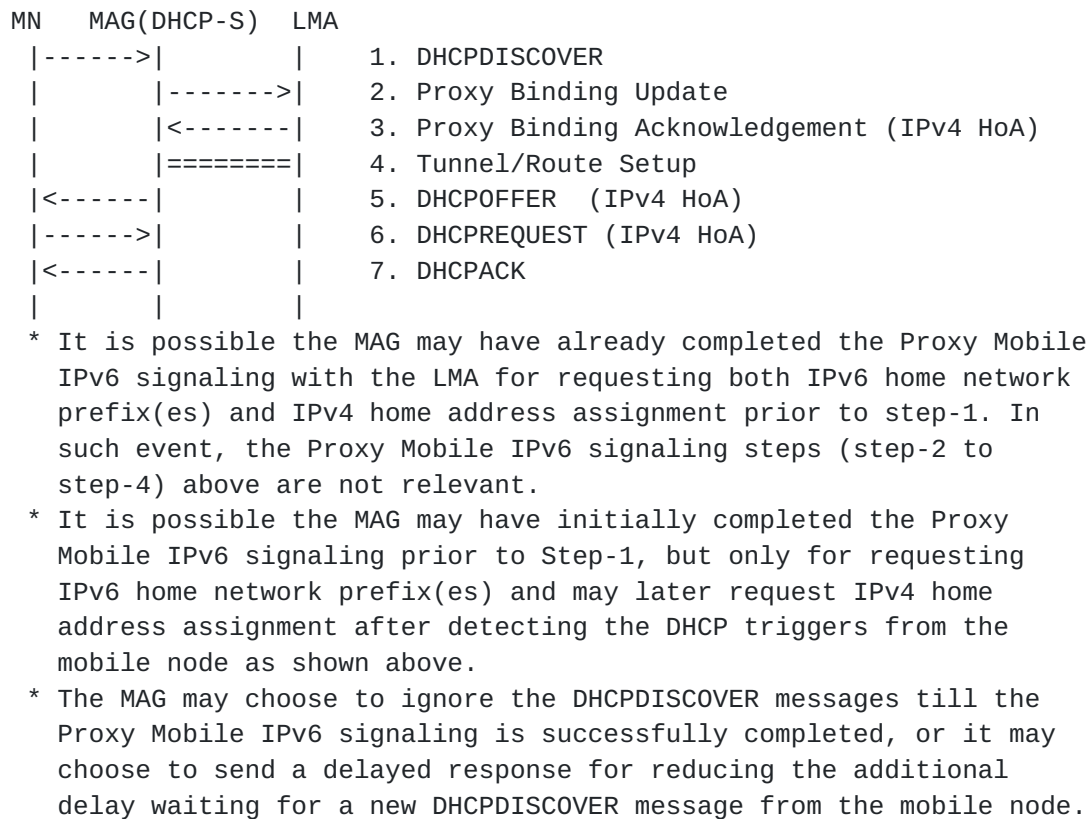 MN   MAG(DHCP-S)  LMA
 |------>|        |    1. DHCPDISCOVER
 |       |------->|    2. Proxy Binding Update
 |       |<-------|    3. Proxy Binding Acknowledgement (IPv4 HoA)
 |       |========|    4. Tunnel/Route Setup
 |<------|        |    5. DHCPOFFER  (IPv4 HoA)
 |------>|        |    6. DHCPREQUEST (IPv4 HoA)
 |<------|        |    7. DHCPACK
 |       |        |
 * It is possible the MAG may have already completed the Proxy Mobile
   IPv6 signaling with the LMA for requesting both IPv6 home network
   prefix(es) and IPv4 home address assignment prior to step-1. In
   such event, the Proxy Mobile IPv6 signaling steps (step-2 to
   step-4) above are not relevant.
 * It is possible the MAG may have initially completed the Proxy
   Mobile IPv6 signaling prior to Step-1, but only for requesting
   IPv6 home network prefix(es) and may later request IPv4 home
   address assignment after detecting the DHCP triggers from the
   mobile node as shown above.
 * The MAG may choose to ignore the DHCPDISCOVER messages till the
   Proxy Mobile IPv6 signaling is successfully completed, or it may
   choose to send a delayed response for reducing the additional
   delay waiting for a new DHCPDISCOVER message from the mobile node.